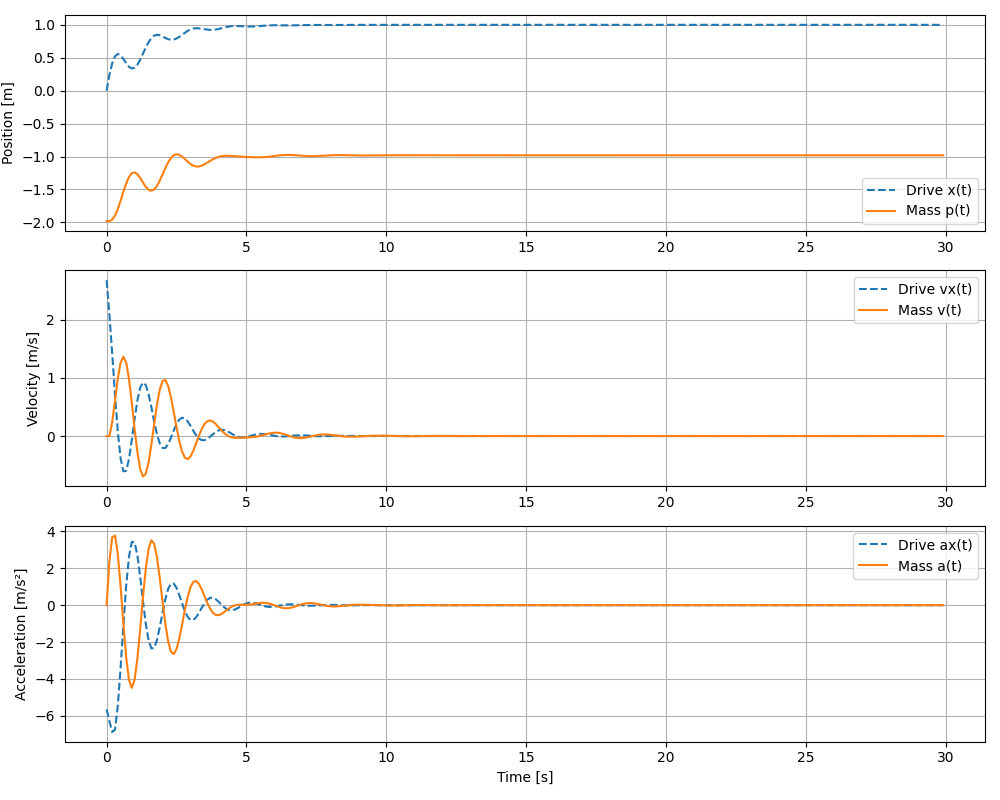 1.0
0.5
0.0
−0.5
−1.0
−1.5
−2.0
Position [m]
Drive x(t)
Mass p(t)
0 5 10 15 20 25 30
2
1
0
Velocity [m/s]
Drive vx(t)
Mass v(t)
0 5 10 15 20 25 30
4
2
0
−2
−4
−6
Acceleration [m/s²]
Drive ax(t)
Mass a(t)
0 5 10 15 20 25 30
Time [s]